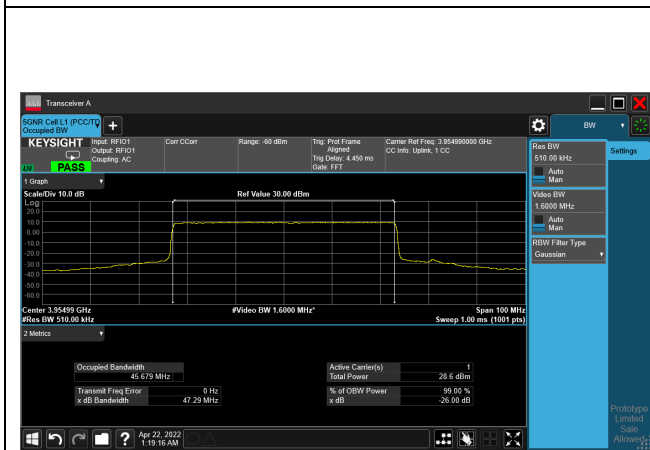 Transceiver A
5GNR Cell L1 (PCC/TD
Occupied BW
+
BW
KEYSIGHT
Input: RFIO1
Output: RFIO1
Coupling: AC
Corr CCorr
Range: -60 dBm
Trig: Prot Frame
Aligned
Trig Delay: 4.450 ms
Gate: FFT
Carrier Ref Freq: 3.954990000 GHz
CC Info: Uplink, 1 CC
PASS
1 Graph
Scale/Div 10.0 dB
Ref Value 30.00 dBm
Log
20.0
10.0
0.00
-10.0
-20.0
-30.0
-40.0
-50.0
-60.0
Center 3.95499 GHz
#Video BW 1.6000 MHz*
Span 100 MHz
#Res BW 510.00 kHz
Sweep 1.00 ms (1001 pts)
2 Metrics
Occupied Bandwidth
45.679 MHz
Transmit Freq Error 0 Hz
x dB Bandwidth 47.29 MHz
Active Carrier(s) 1
Total Power 28.6 dBm
% of OBW Power 99.00 %
x dB -26.00 dB
Res BW
510.00 kHz
Auto
Man
Video BW
1.6000 MHz
Auto
Man
RBW Filter Type
Gaussian
Settings
Prototype
Limited
Sale
Allowed
?
Apr 22, 2022
1:19:16 AM